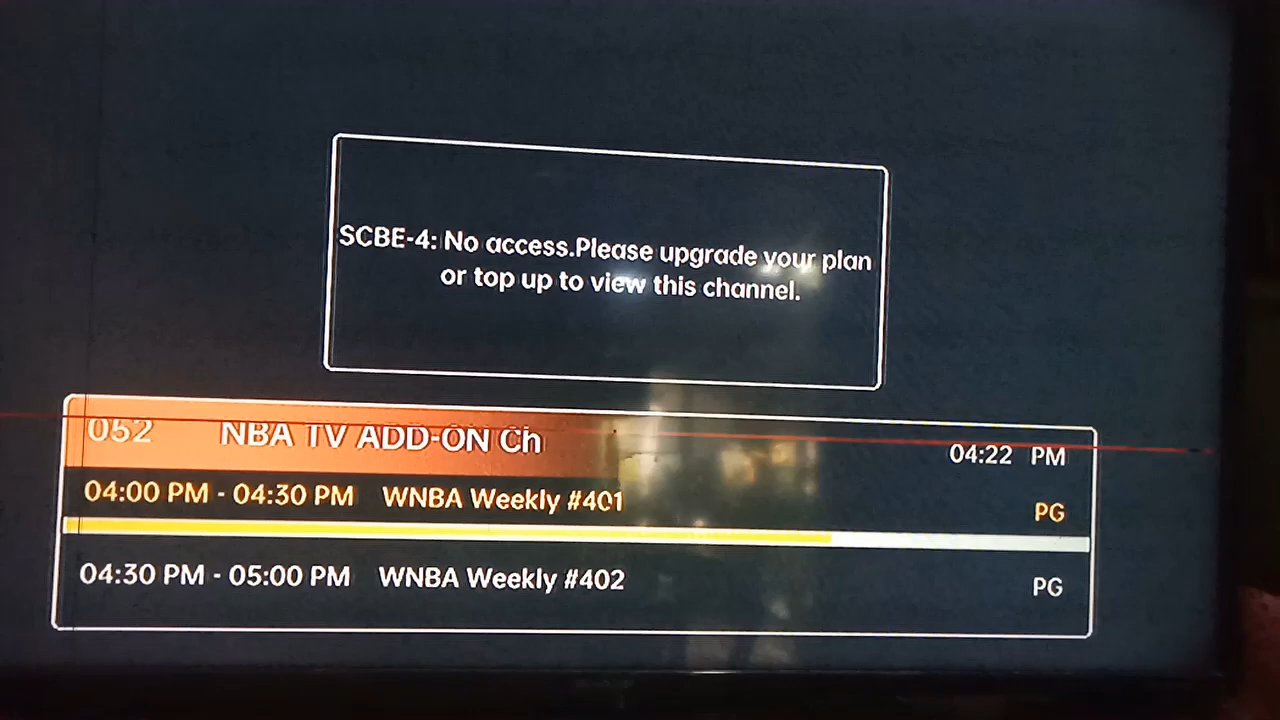 SCBE-4: No access.Please upgrade your plan
or top up to view this channel.
052 NBA TV ADD-ON Ch 04:22 PM
04:00 PM - 04:30 PM WNBA Weekly #401 PG
04:30 PM - 05:00 PM WNBA Weekly #402 PG